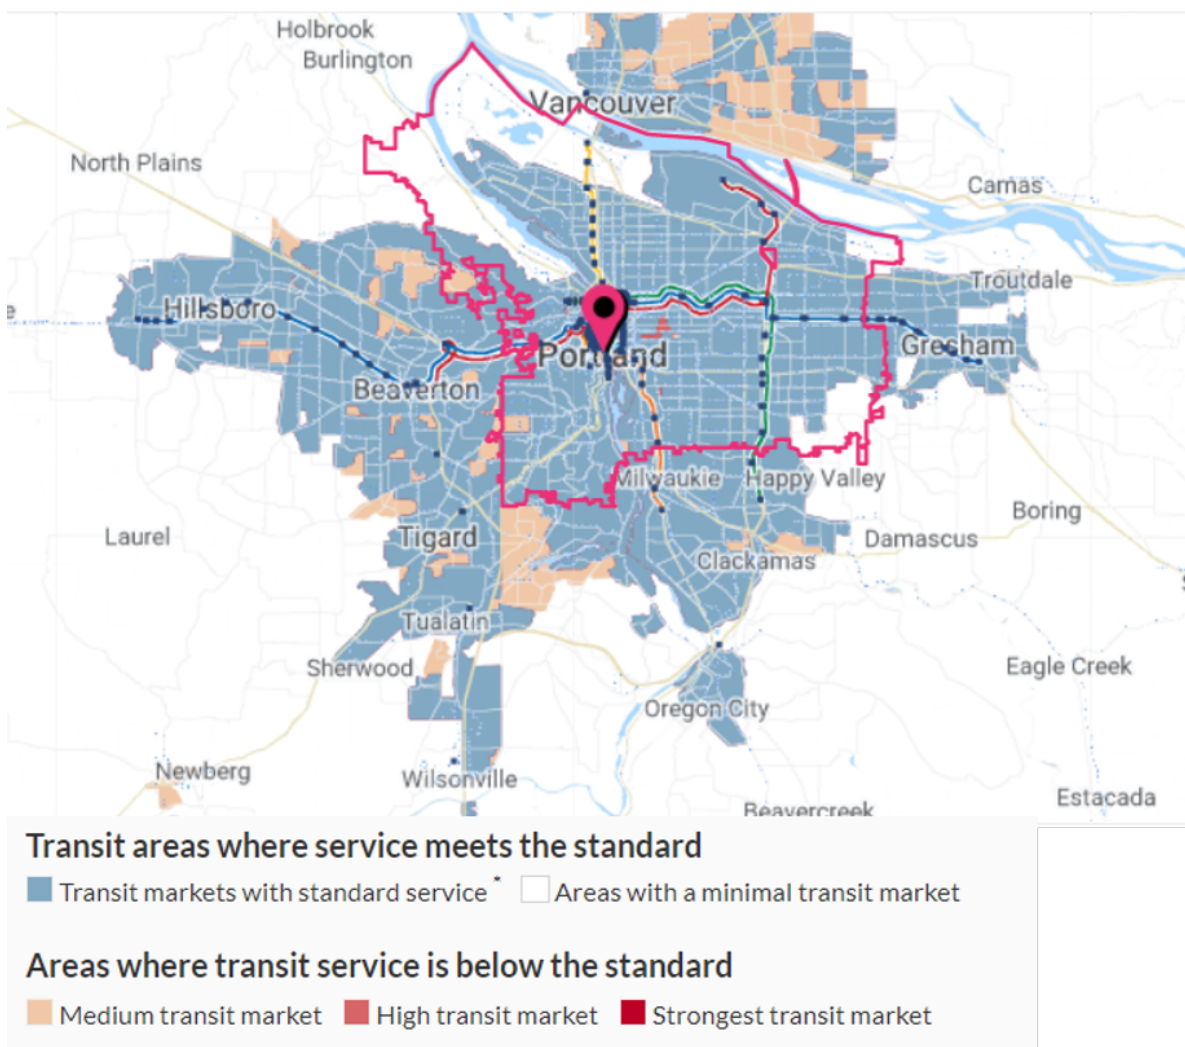 Holbrook
Burlington
Vancouver
North Plains
Camas
Troutdale
Hillsboro
Portland
Gresham
Beaverton
Milwaukie
Happy Valley
Boring
Laurel
Tigard
Damascus
Clackamas
Tualatin
Sherwood
Eagle Creek
Oregon City
Newberg
Wilsonville
Estacada
Beavercreek
Transit areas where service meets the standard
Transit markets with standard service * Areas with a minimal transit market
Areas where transit service is below the standard
Medium transit market High transit market Strongest transit market